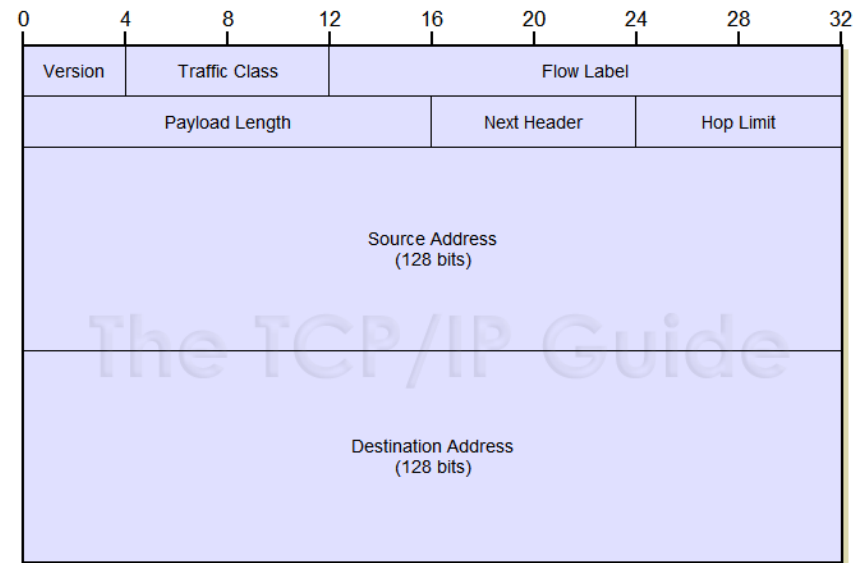 0 4 8 12 16 20 24 28 32
Version Traffic Class Flow Label
Payload Length Next Header Hop Limit
Source Address
(128 bits)
The TCP/IP Guide
Destination Address
(128 bits)